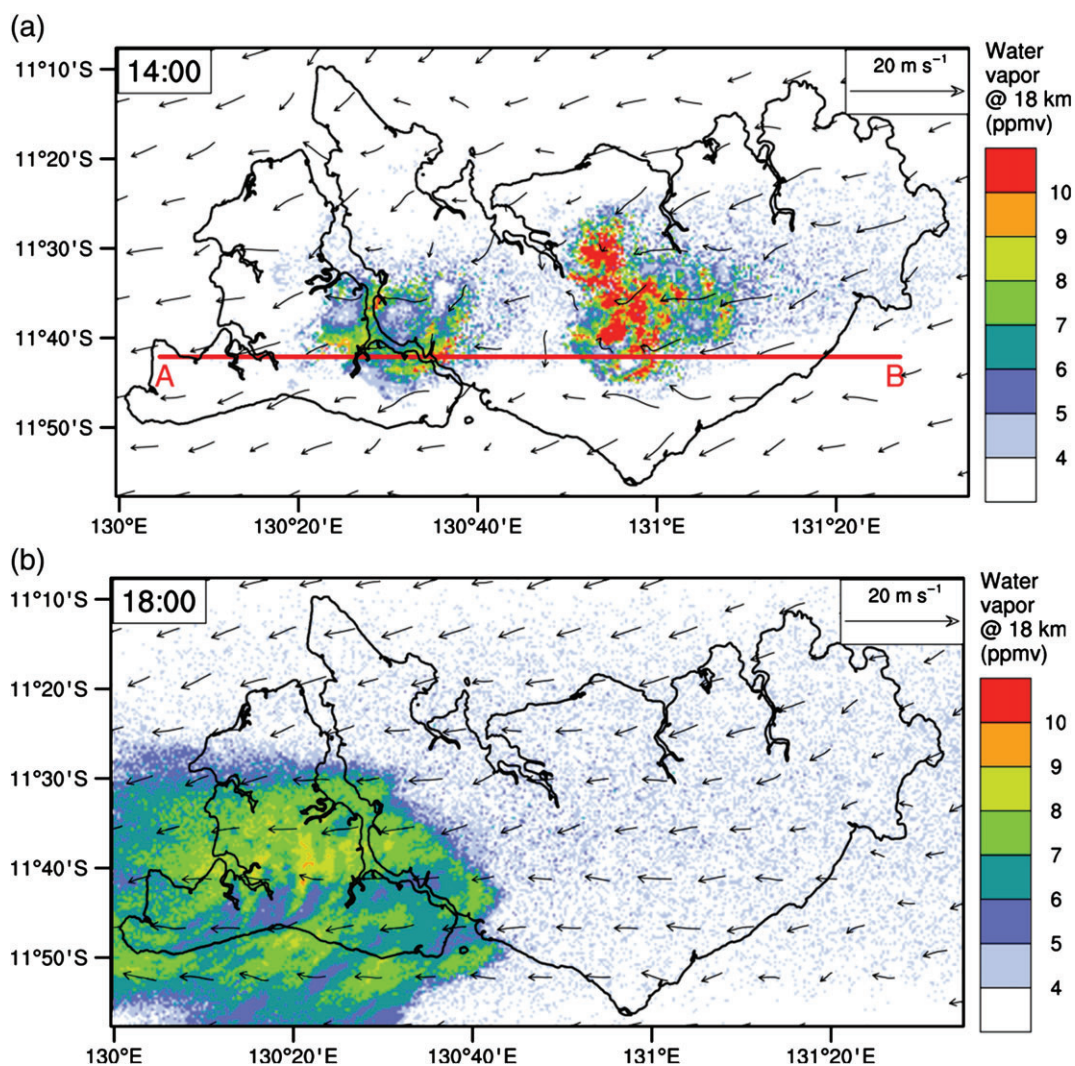 (a)
14:00
20 m s⁻¹
Water
vapor
@ 18 km
(ppmv)
11°10'S
11°20'S
11°30'S
11°40'S
11°50'S
A
B
10
9
8
7
6
5
4
130°E
130°20'E
130°40'E
131°E
131°20'E
(b)
18:00
20 m s⁻¹
Water
vapor
@ 18 km
(ppmv)
11°10'S
11°20'S
11°30'S
11°40'S
11°50'S
10
9
8
7
6
5
4
130°E
130°20'E
130°40'E
131°E
131°20'E